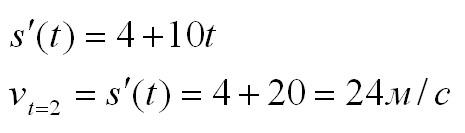 s′(t) = 4+10t
v_{t=2} = s′(t) = 4 + 20 = 24м / с